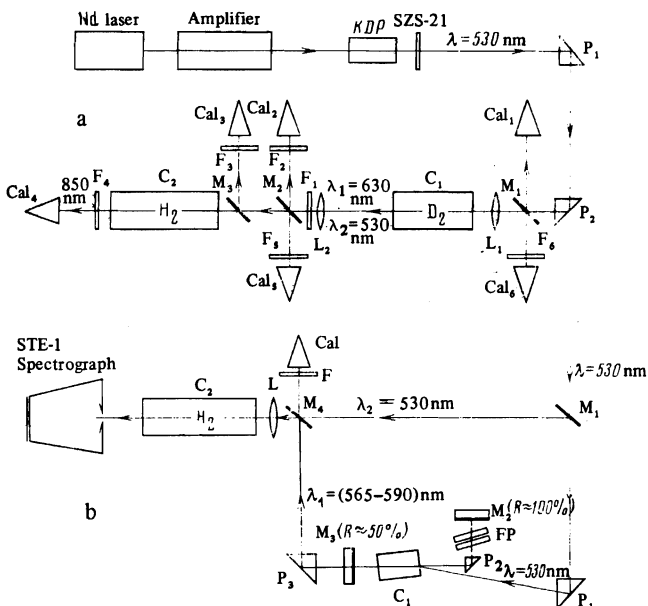 Nd laser
Amplifier
KDP
SZS-21
λ=530 nm
P₁
a
Cal₃
Cal₂
Cal₁
F₃
F₂
850 nm
F₄
C₂
M₃
M₂
F₁
λ₁=630 nm
C₁
M₁
Cal₄
H₂
D₂
P₂
λ₂=530 nm
F₅
L₂
L₁
F₆
Cal₅
Cal₆
STE-1
Spectrograph
Cal
F
C₂
L
M₄
λ=530 nm
H₂
λ₂=530 nm
M₁
b
λ₁=(565-590)nm
M₂(R≈100%)
M₃(R≈50%)
FP
P₃
C₁
P₂
λ=530nm